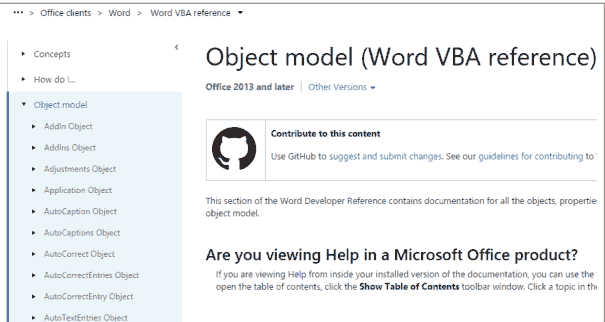 ··· > Office clients > Word > Word VBA reference
Concepts
How do I...
Object model
AddIn Object
AddIns Object
Adjustments Object
Application Object
AutoCaption Object
AutoCaptions Object
AutoCorrect Object
AutoCorrectEntries Object
AutoCorrectEntry Object
AutoTextEntries Object
Object model (Word VBA reference)
Office 2013 and later | Other Versions
Contribute to this content
Use GitHub to suggest and submit changes. See our guidelines for contributing to
This section of the Word Developer Reference contains documentation for all the objects, properties
object model.
Are you viewing Help in a Microsoft Office product?
If you are viewing Help from inside your installed version of the documentation, you can use the
open the table of contents, click the Show Table of Contents toolbar window. Click a topic in the